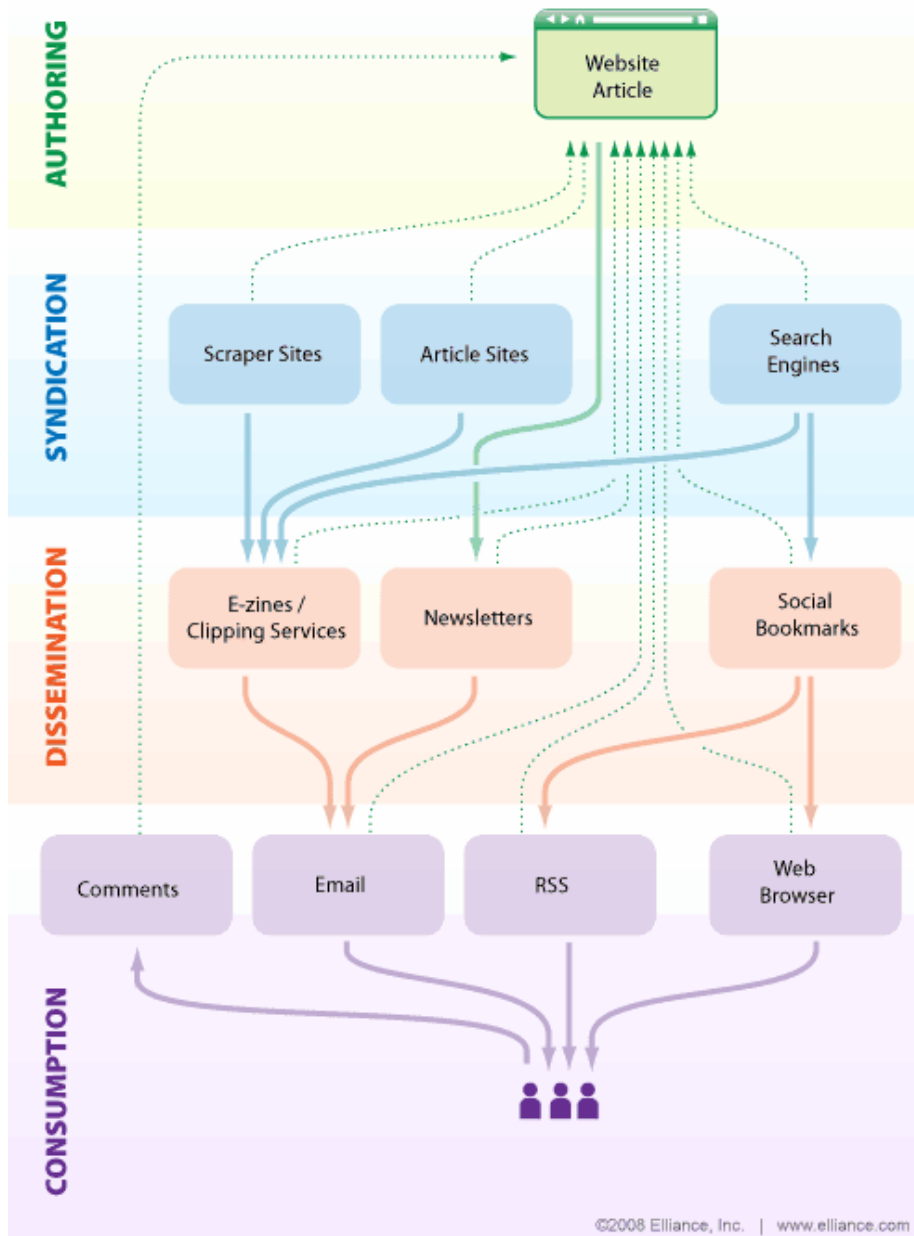 AUTHORING
Website
Article
SYNDICATION
Scraper Sites
Article Sites
Search
Engines
DISSEMINATION
E-zines /
Clipping Services
Newsletters
Social
Bookmarks
Comments
Email
RSS
Web
Browser
CONSUMPTION
©2008 Elliance, Inc. | www.elliance.com